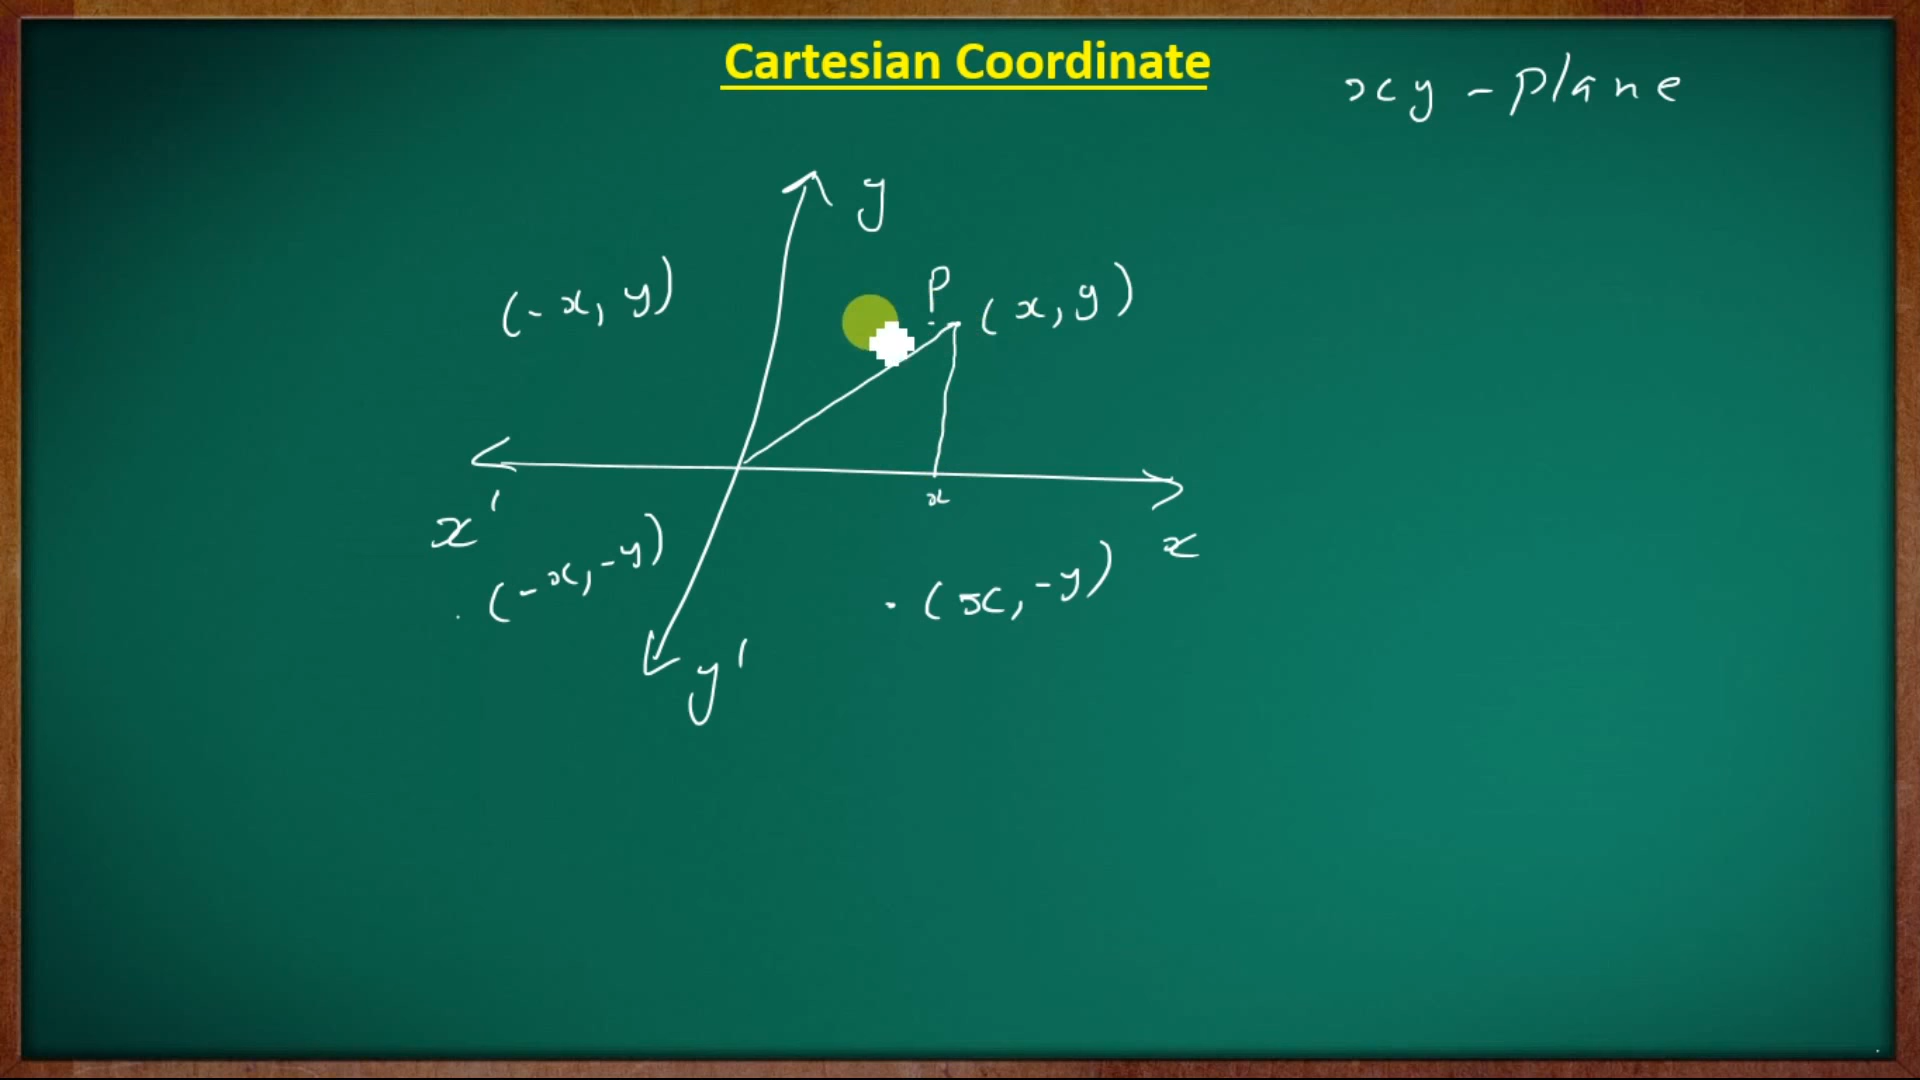 Cartesian Coordinate
xy - plane
y
P
(-x, y)
(x, y)
x
x'
x
(-x, -y)
(x, -y)
y'